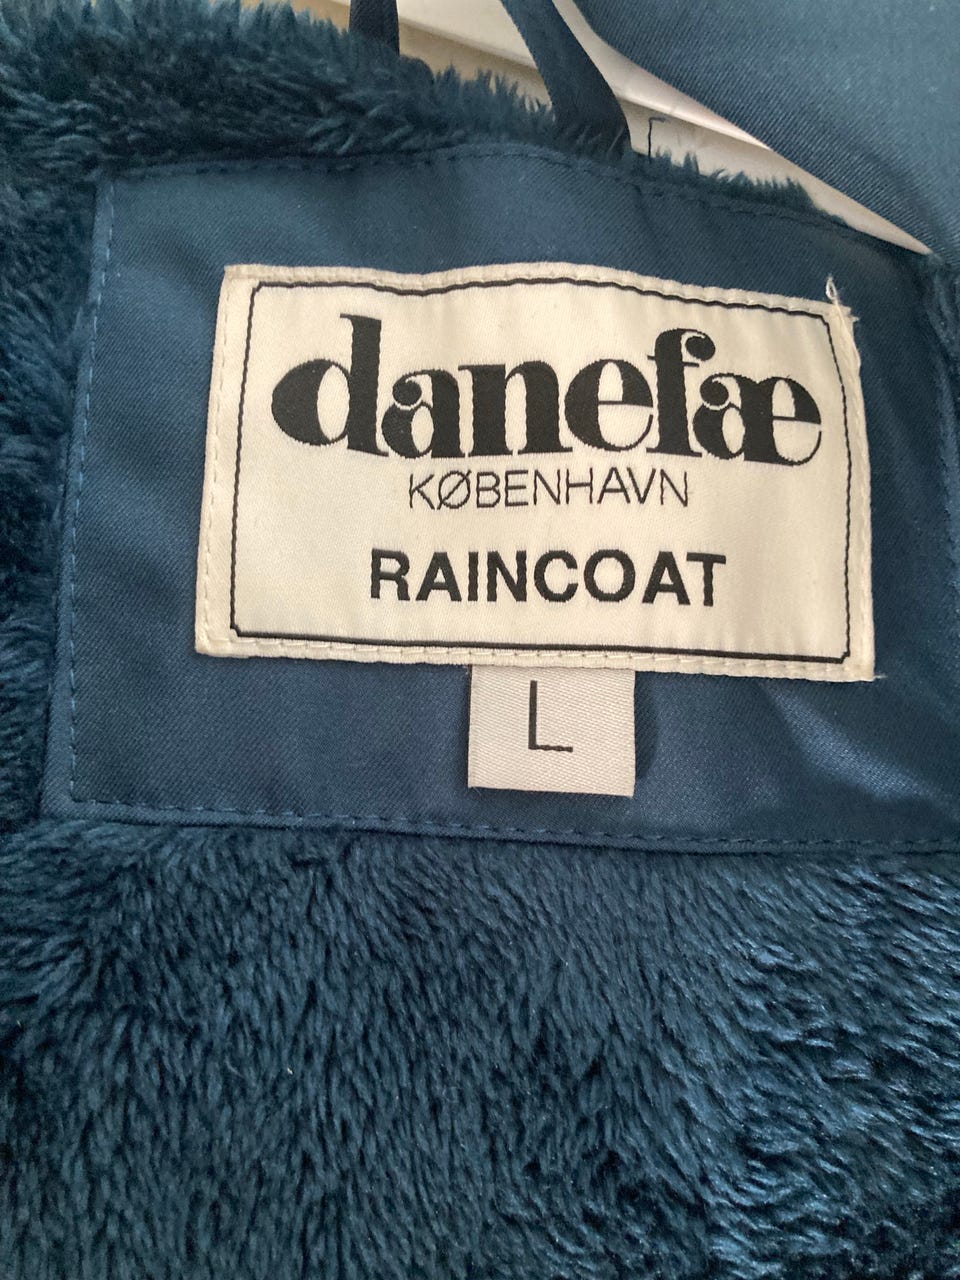 danefæ
KØBENHAVN
RAINCOAT
L